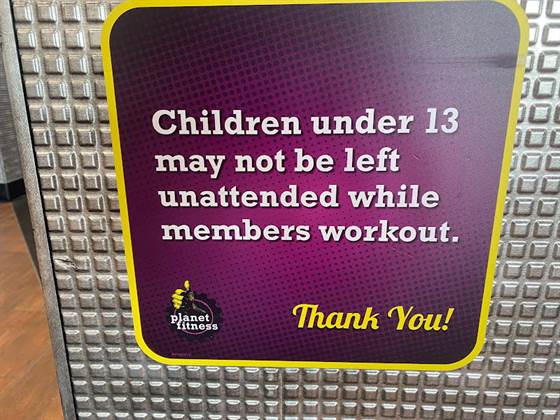 Children under 13
may not be left
unattended while
members workout.
planet
fitness
Thank You!